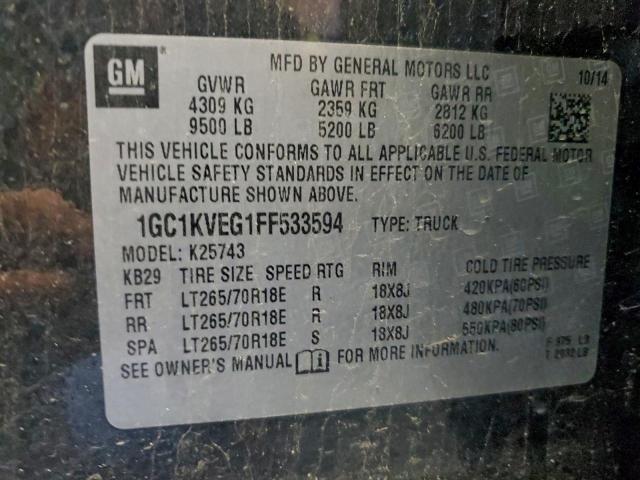 GM®
MFD BY GENERAL MOTORS LLC 10/14
GVWR GAWR FRT GAWR RR
4309 KG 2359 KG 2812 KG
9500 LB 5200 LB 6200 LB
THIS VEHICLE CONFORMS TO ALL APPLICABLE U.S. FEDERAL MOTOR
VEHICLE SAFETY STANDARDS IN EFFECT ON THE DATE OF
MANUFACTURE SHOWN ABOVE.
1GC1KVEG1FF533594 TYPE: TRUCK
MODEL: K25743
KB29 TIRE SIZE SPEED RTG RIM COLD TIRE PRESSURE
FRT LT265/70R18E R 18X8J 420KPA(60PSI)
RR LT265/70R18E R 18X8J 480KPA(70PSI)
SPA LT265/70R18E S 18X8J 550KPA(80PSI)
SEE OWNER'S MANUAL FOR MORE INFORMATION. F 975 LB
T LB